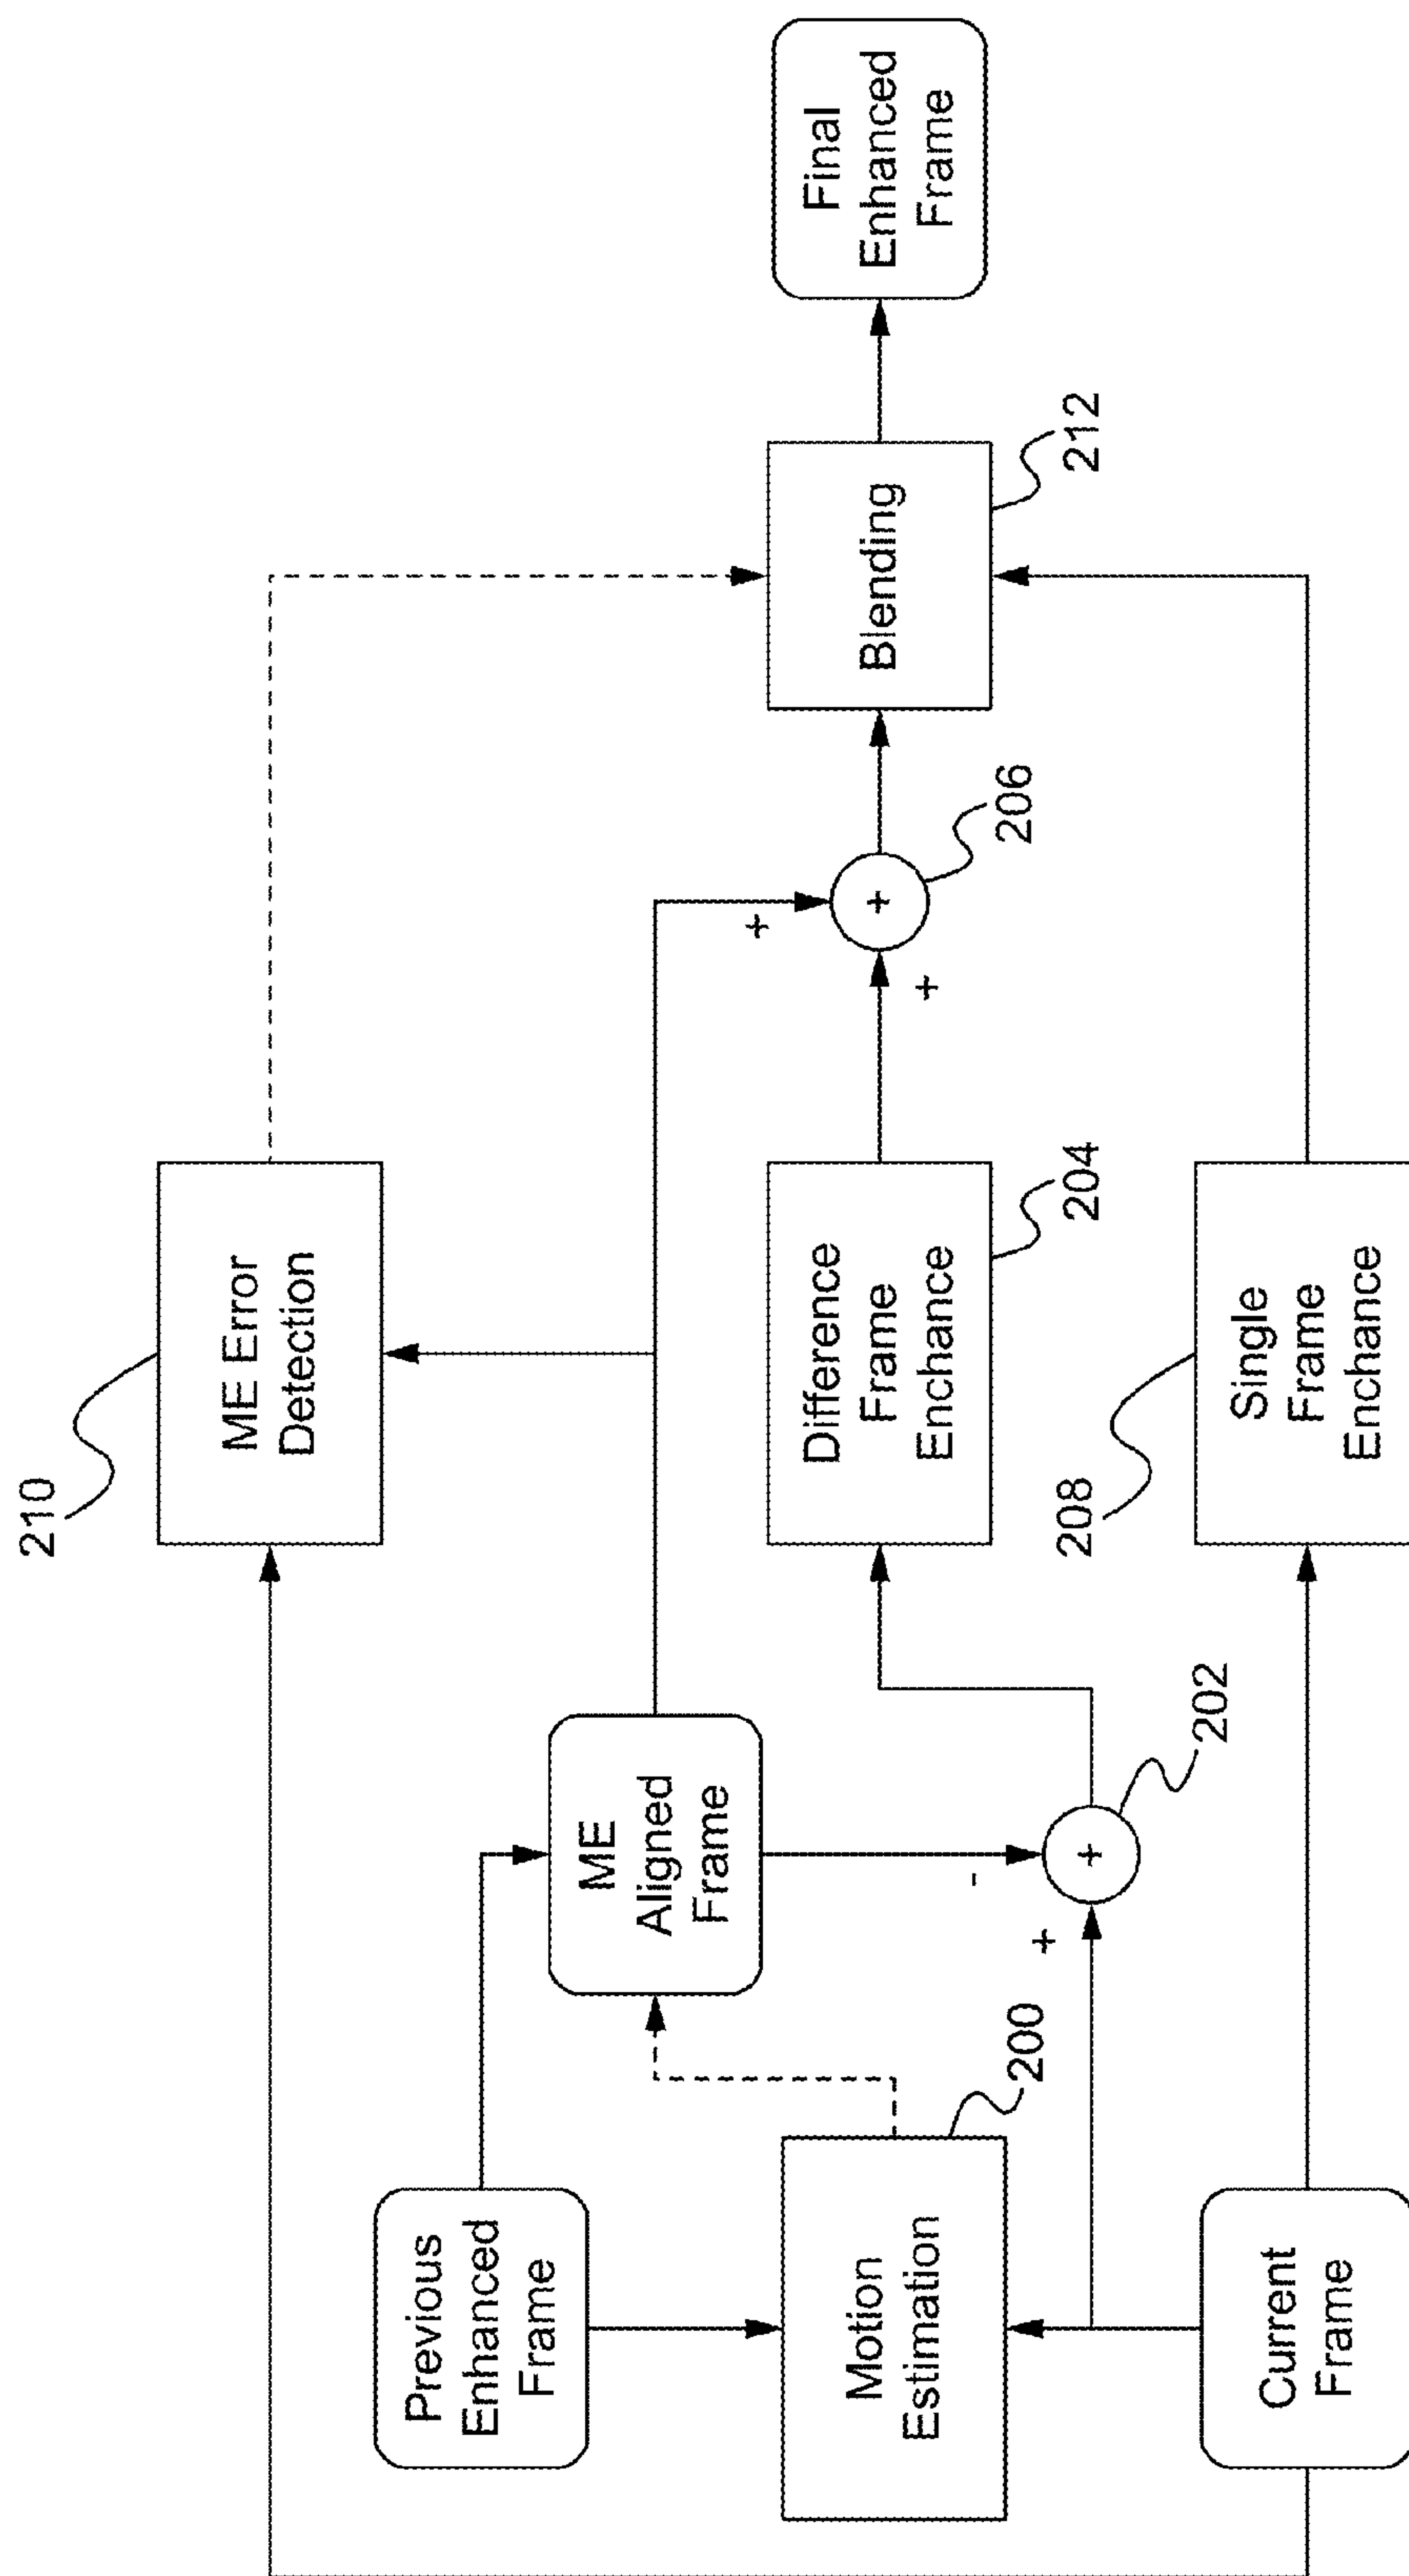 210
ME Error
Detection
Previous
Enhanced
Frame
ME
Aligned
Frame
Motion
Estimation
200
-
+
+
202
Difference
Frame
Enchance
204
+
+
+
206
Blending
212
Final
Enhanced
Frame
Current
Frame
208
Single
Frame
Enchance